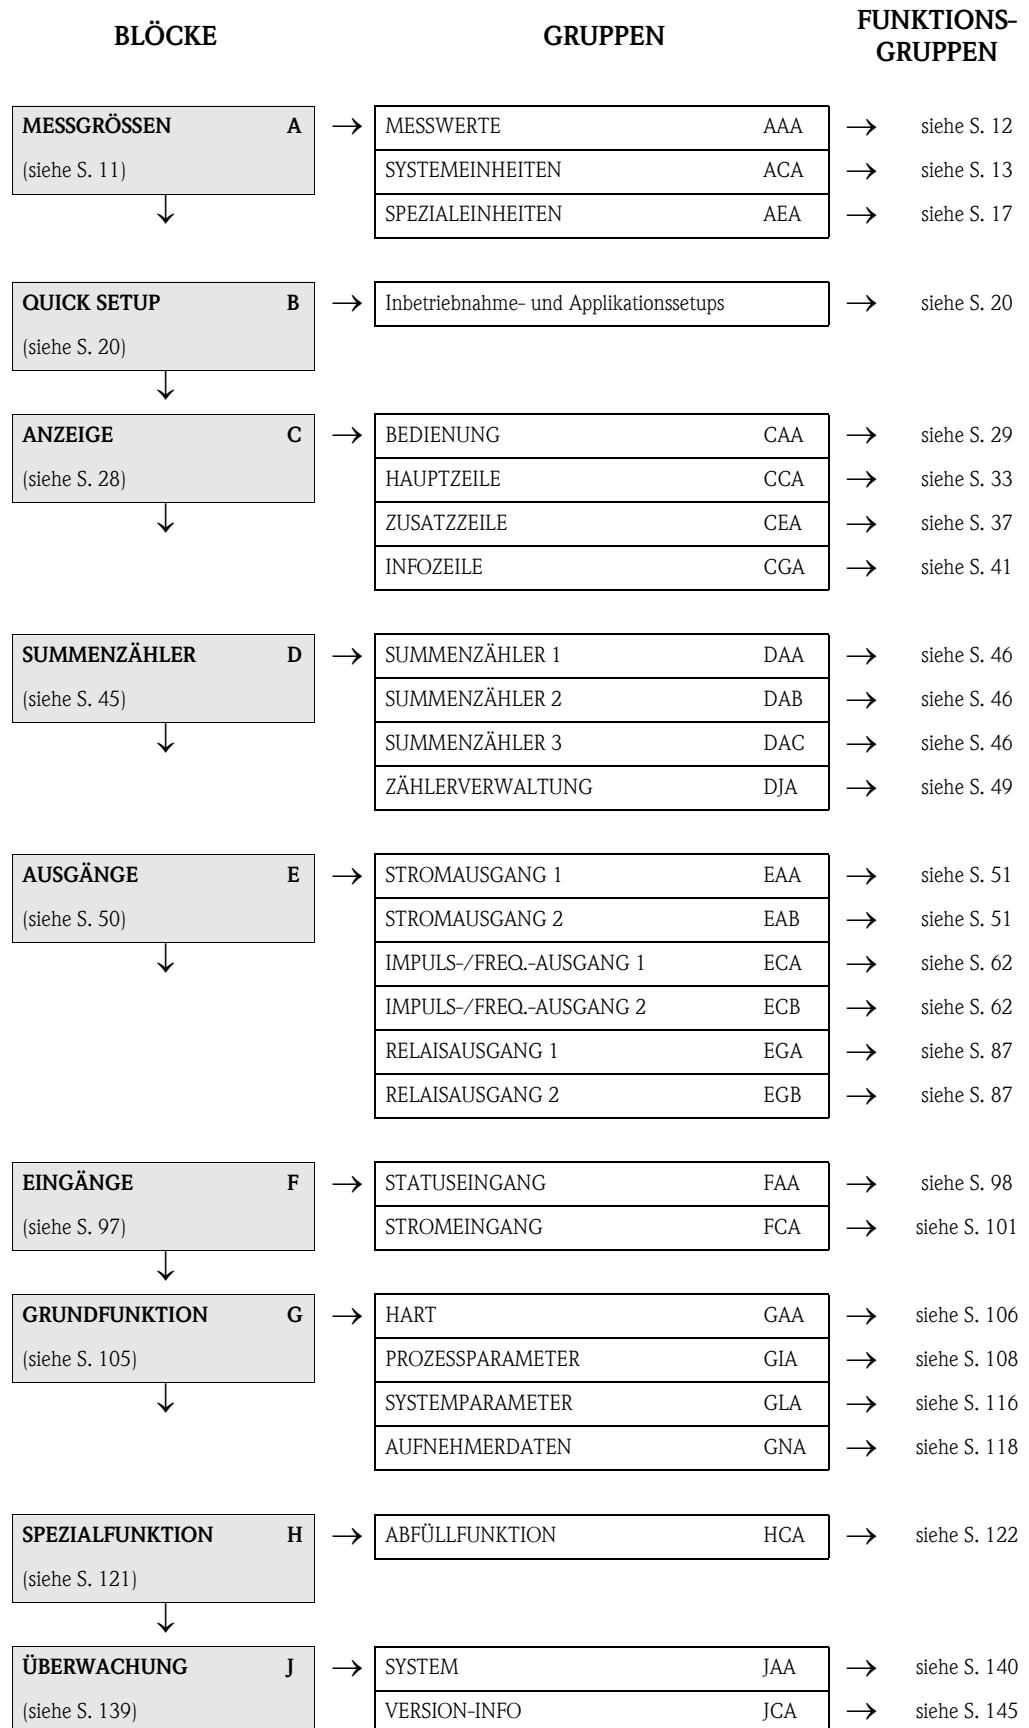 BLÖCKE GRUPPEN FUNKTIONS-
GRUPPEN
MESSGRÖSSEN A → MESSWERTE AAA → siehe S. 12
(siehe S. 11) SYSTEMEINHEITEN ACA → siehe S. 13
↓ SPEZIALEINHEITEN AEA → siehe S. 17
QUICK SETUP B → Inbetriebnahme- und Applikationssetups → siehe S. 20
(siehe S. 20)
↓
ANZEIGE C → BEDIENUNG CAA → siehe S. 29
(siehe S. 28) HAUPTZEILE CCA → siehe S. 33
↓ ZUSATZZEILE CEA → siehe S. 37
INFOZEILE CGA → siehe S. 41
SUMMENZÄHLER D → SUMMENZÄHLER 1 DAA → siehe S. 46
(siehe S. 45) SUMMENZÄHLER 2 DAB → siehe S. 46
↓ SUMMENZÄHLER 3 DAC → siehe S. 46
ZÄHLERVERWALTUNG DJA → siehe S. 49
AUSGÄNGE E → STROMAUSGANG 1 EAA → siehe S. 51
(siehe S. 50) STROMAUSGANG 2 EAB → siehe S. 51
↓ IMPULS-/FREQ.-AUSGANG 1 ECA → siehe S. 62
IMPULS-/FREQ.-AUSGANG 2 ECB → siehe S. 62
RELAISAUSGANG 1 EGA → siehe S. 87
RELAISAUSGANG 2 EGB → siehe S. 87
EINGÄNGE F → STATUSEINGANG FAA → siehe S. 98
(siehe S. 97) STROMEINGANG FCA → siehe S. 101
↓
GRUNDFUNKTION G → HART GAA → siehe S. 106
(siehe S. 105) PROZESSPARAMETER GIA → siehe S. 108
↓ SYSTEMPARAMETER GLA → siehe S. 116
AUFNEHMERDATEN GNA → siehe S. 118
SPEZIALFUNKTION H → ABFÜLLFUNKTION HCA → siehe S. 122
(siehe S. 121)
↓
ÜBERWACHUNG J → SYSTEM JAA → siehe S. 140
(siehe S. 139) VERSION-INFO JCA → siehe S. 145